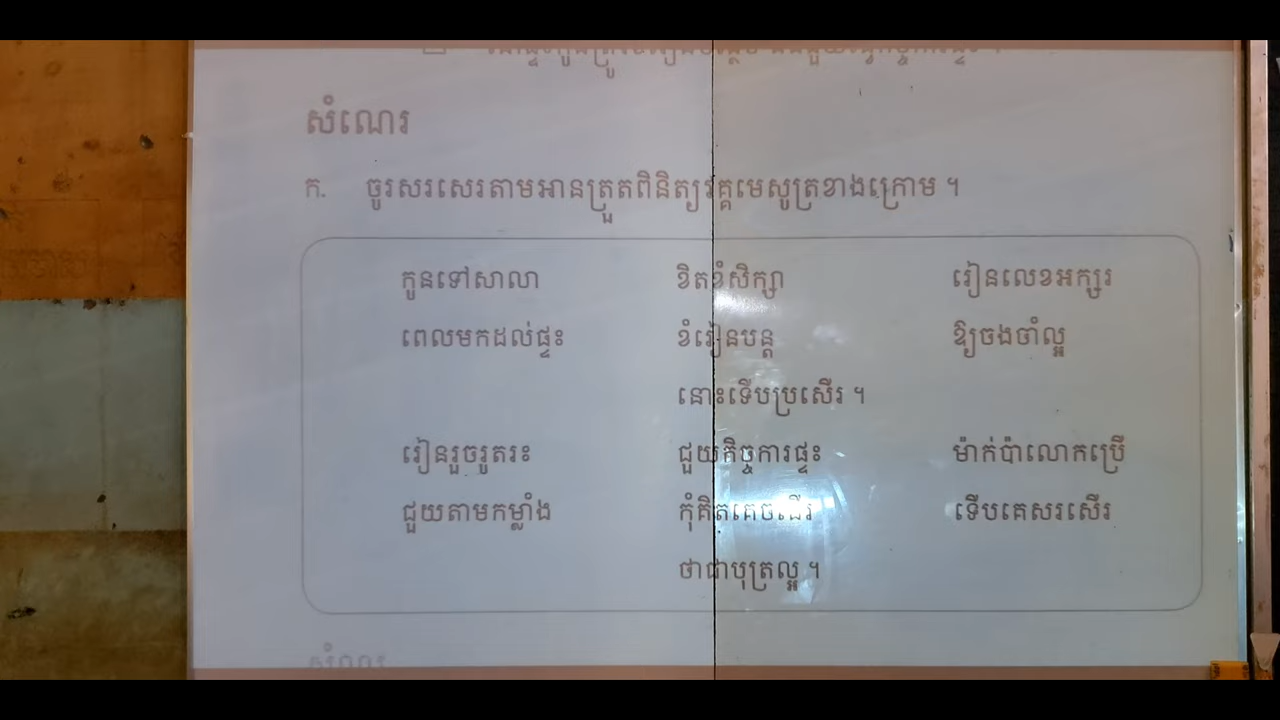 សំណេរ
ក. ចូរសរសេរតាមអានត្រួតពិនិត្យវគ្គមេសូត្រខាងក្រោម ។
កូនទៅសាលា ខិតខំសិក្សា រៀនលេខអក្សរ
ពេលមកដល់ផ្ទះ ខំរៀនបន្ត ឱ្យចងចាំល្អ
នោះទើបប្រសើរ ។
រៀនរួចរូតរះ ជួយកិច្ចការផ្ទះ ម៉ាក់ប៉ាលោកប្រើ
ជួយតាមកម្លាំង កុំគិតគេចដើរ ទើបគេសរសើរ
ថាជាបុត្រល្អ ។